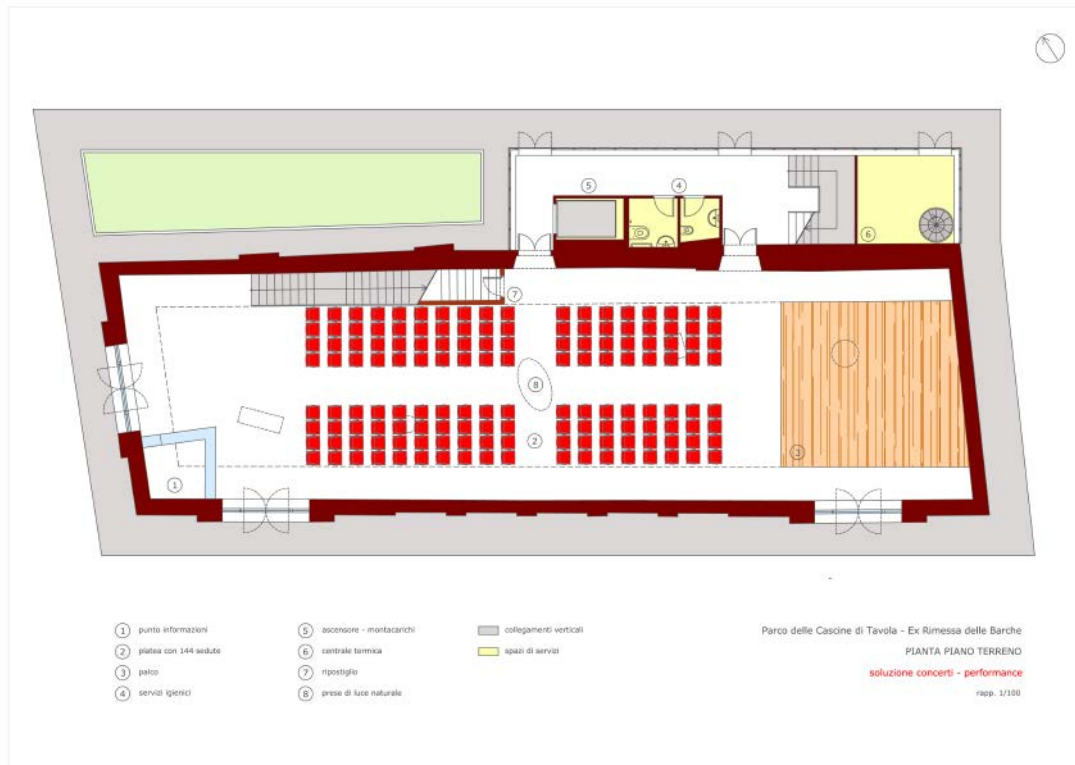 5
4
6
7
8
2
3
1
1 punto informazioni
2 platea con 144 sedute
3 palco
4 servizi igienici
5 ascensore - montacarichi
6 centrale termica
7 ripostiglio
8 prese di luce naturale
collegamenti verticali
spazi di servizi
Parco delle Cascine di Tavola - Ex Rimessa delle Barche
PIANTA PIANO TERRENO
soluzione concerti - performance
rapp. 1/100